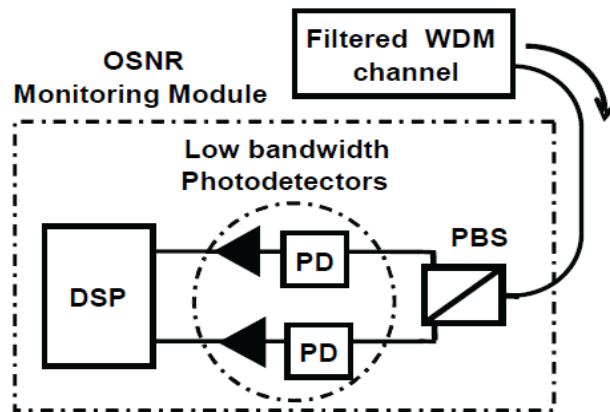 Filtered WDM
channel
OSNR
Monitoring Module
Low bandwidth
Photodetectors
PBS
PD
DSP
PD